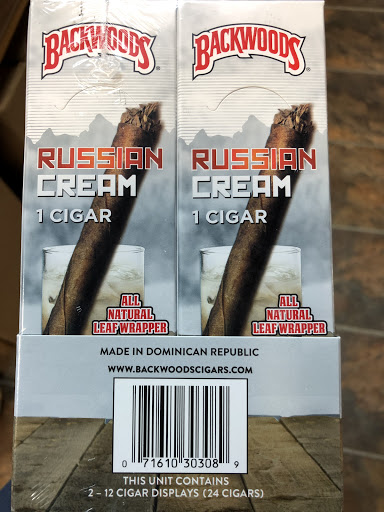 BACKWOODS
RUSSIAN
CREAM
1 CIGAR
ALL
NATURAL
LEAF WRAPPER
BACKWOODS
RUSSIAN
CREAM
1 CIGAR
ALL
NATURAL
LEAF WRAPPER
MADE IN DOMINICAN REPUBLIC
WWW.BACKWOODSCIGARS.COM
0 71610 30308 9
THIS UNIT CONTAINS
2 – 12 CIGAR DISPLAYS (24 CIGARS)